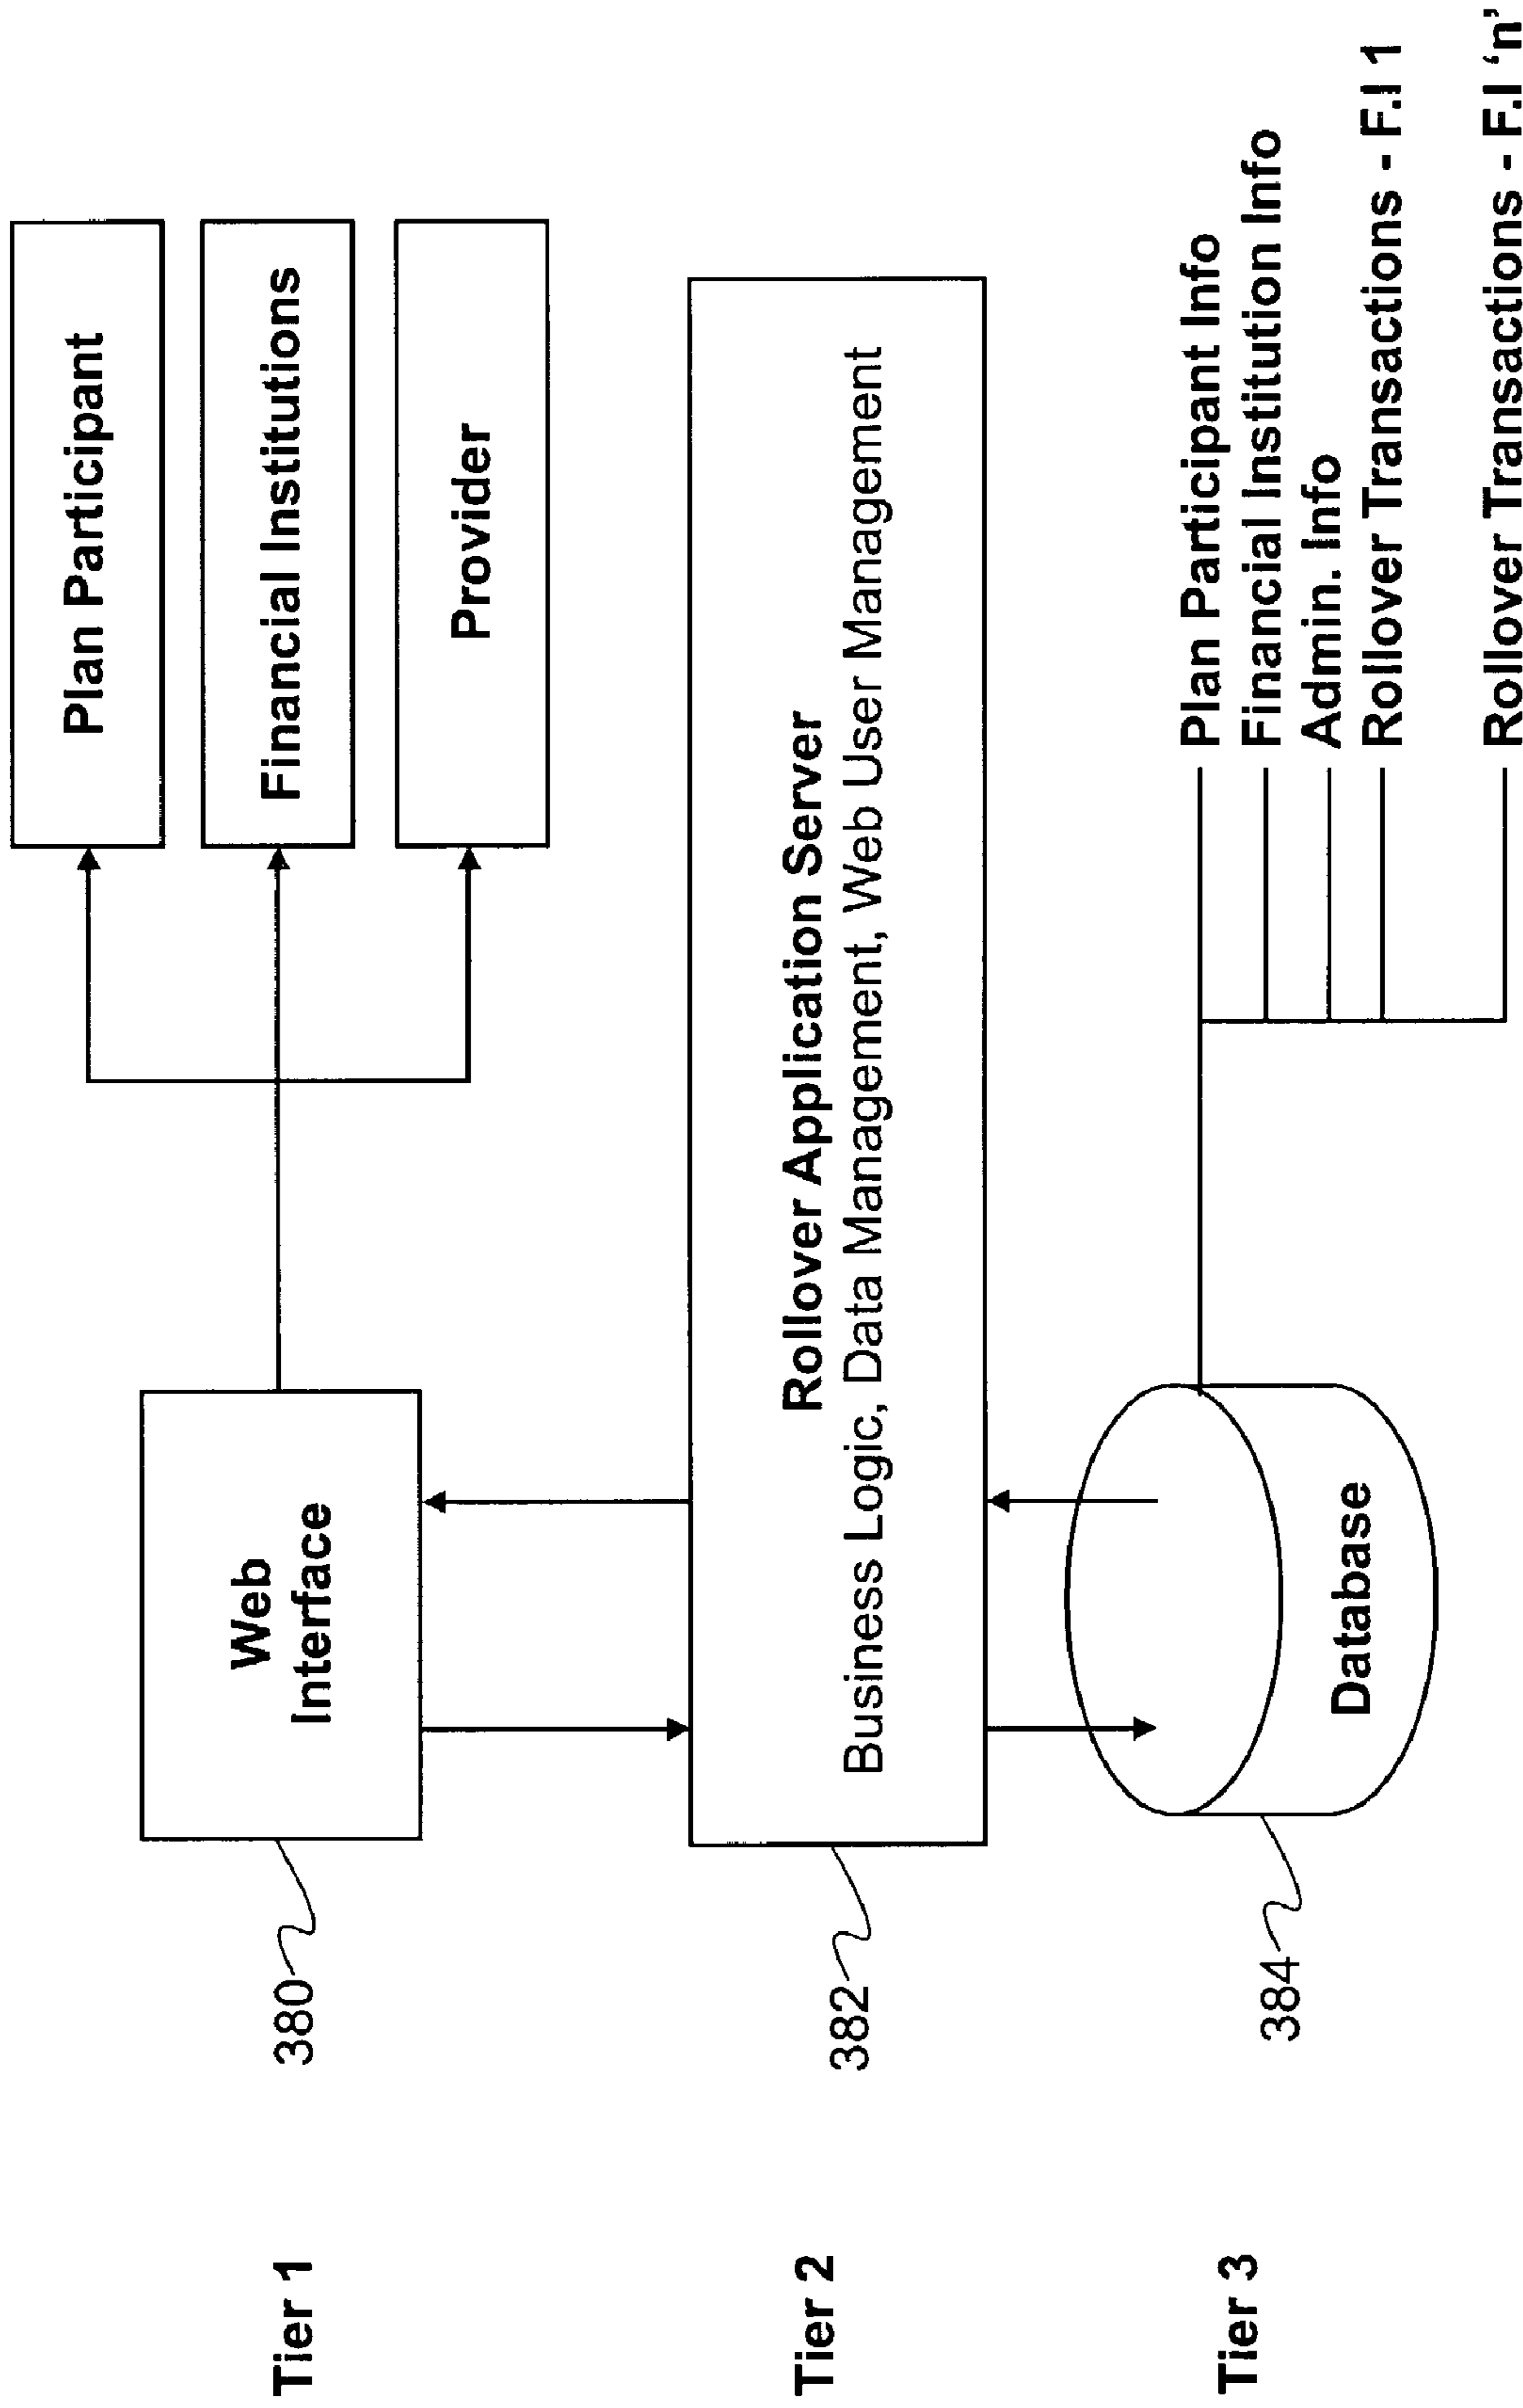 Tier 1
380
Web
Interface
Plan Participant
Financial Institutions
Provider
Tier 2
382
Rollover Application Server
Business Logic, Data Management, Web User Management
Tier 3
384
Database
Plan Participant Info
Financial Institution Info
Admin. Info
Rollover Transactions - F.I 1
Rollover Transactions - F.I ‘n’